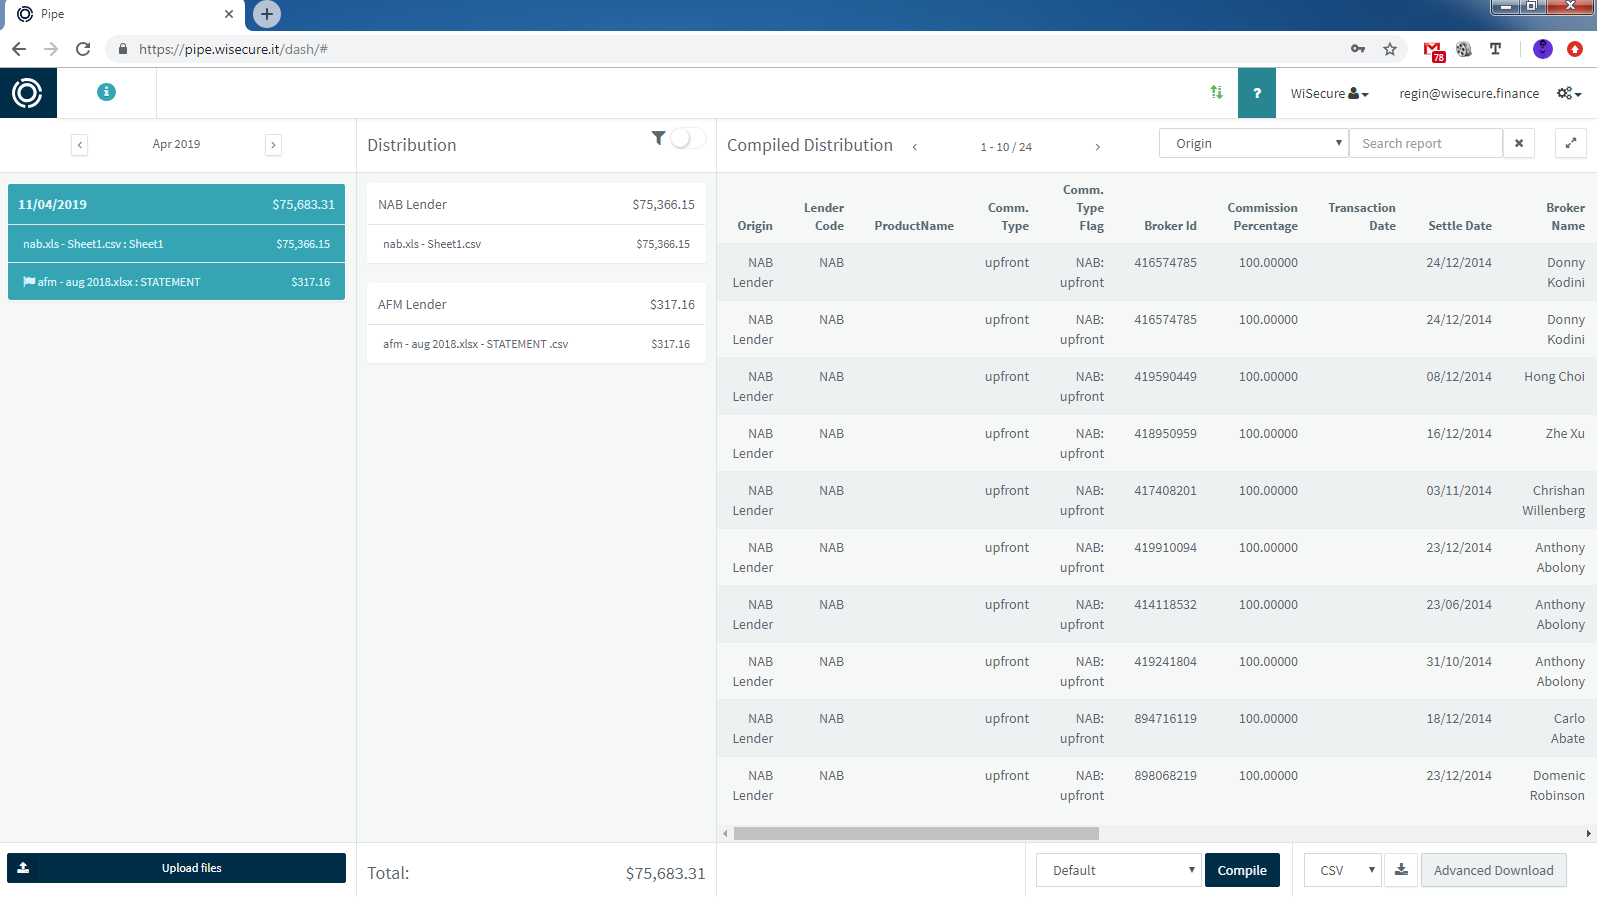 Pipe
https://pipe.wisecure.it/dash/#
78
T
i
?
WiSecure
regin@wisecure.finance
Apr 2019
Distribution
Compiled Distribution
1 - 10 / 24
Origin
Search report
11/04/2019 $75,683.31
nab.xls - Sheet1.csv : Sheet1 $75,366.15
afm - aug 2018.xlsx : STATEMENT $317.16
NAB Lender $75,366.15
nab.xls - Sheet1.csv $75,366.15
AFM Lender $317.16
afm - aug 2018.xlsx - STATEMENT .csv $317.16
Origin Lender Code ProductName Comm. Type Comm. Type Flag Broker Id Commission Percentage Transaction Date Settle Date Broker Name
NAB Lender NAB upfront NAB: upfront 416574785 100.00000 24/12/2014 Donny Kodini
NAB Lender NAB upfront NAB: upfront 416574785 100.00000 24/12/2014 Donny Kodini
NAB Lender NAB upfront NAB: upfront 419590449 100.00000 08/12/2014 Hong Choi
NAB Lender NAB upfront NAB: upfront 418950959 100.00000 16/12/2014 Zhe Xu
NAB Lender NAB upfront NAB: upfront 417408201 100.00000 03/11/2014 Chrishan Willenberg
NAB Lender NAB upfront NAB: upfront 419910094 100.00000 23/12/2014 Anthony Abolony
NAB Lender NAB upfront NAB: upfront 414118532 100.00000 23/06/2014 Anthony Abolony
NAB Lender NAB upfront NAB: upfront 419241804 100.00000 31/10/2014 Anthony Abolony
NAB Lender NAB upfront NAB: upfront 894716119 100.00000 18/12/2014 Carlo Abate
NAB Lender NAB upfront NAB: upfront 898068219 100.00000 23/12/2014 Domenic Robinson
Upload files
Total: $75,683.31
Default
Compile
CSV
Advanced Download